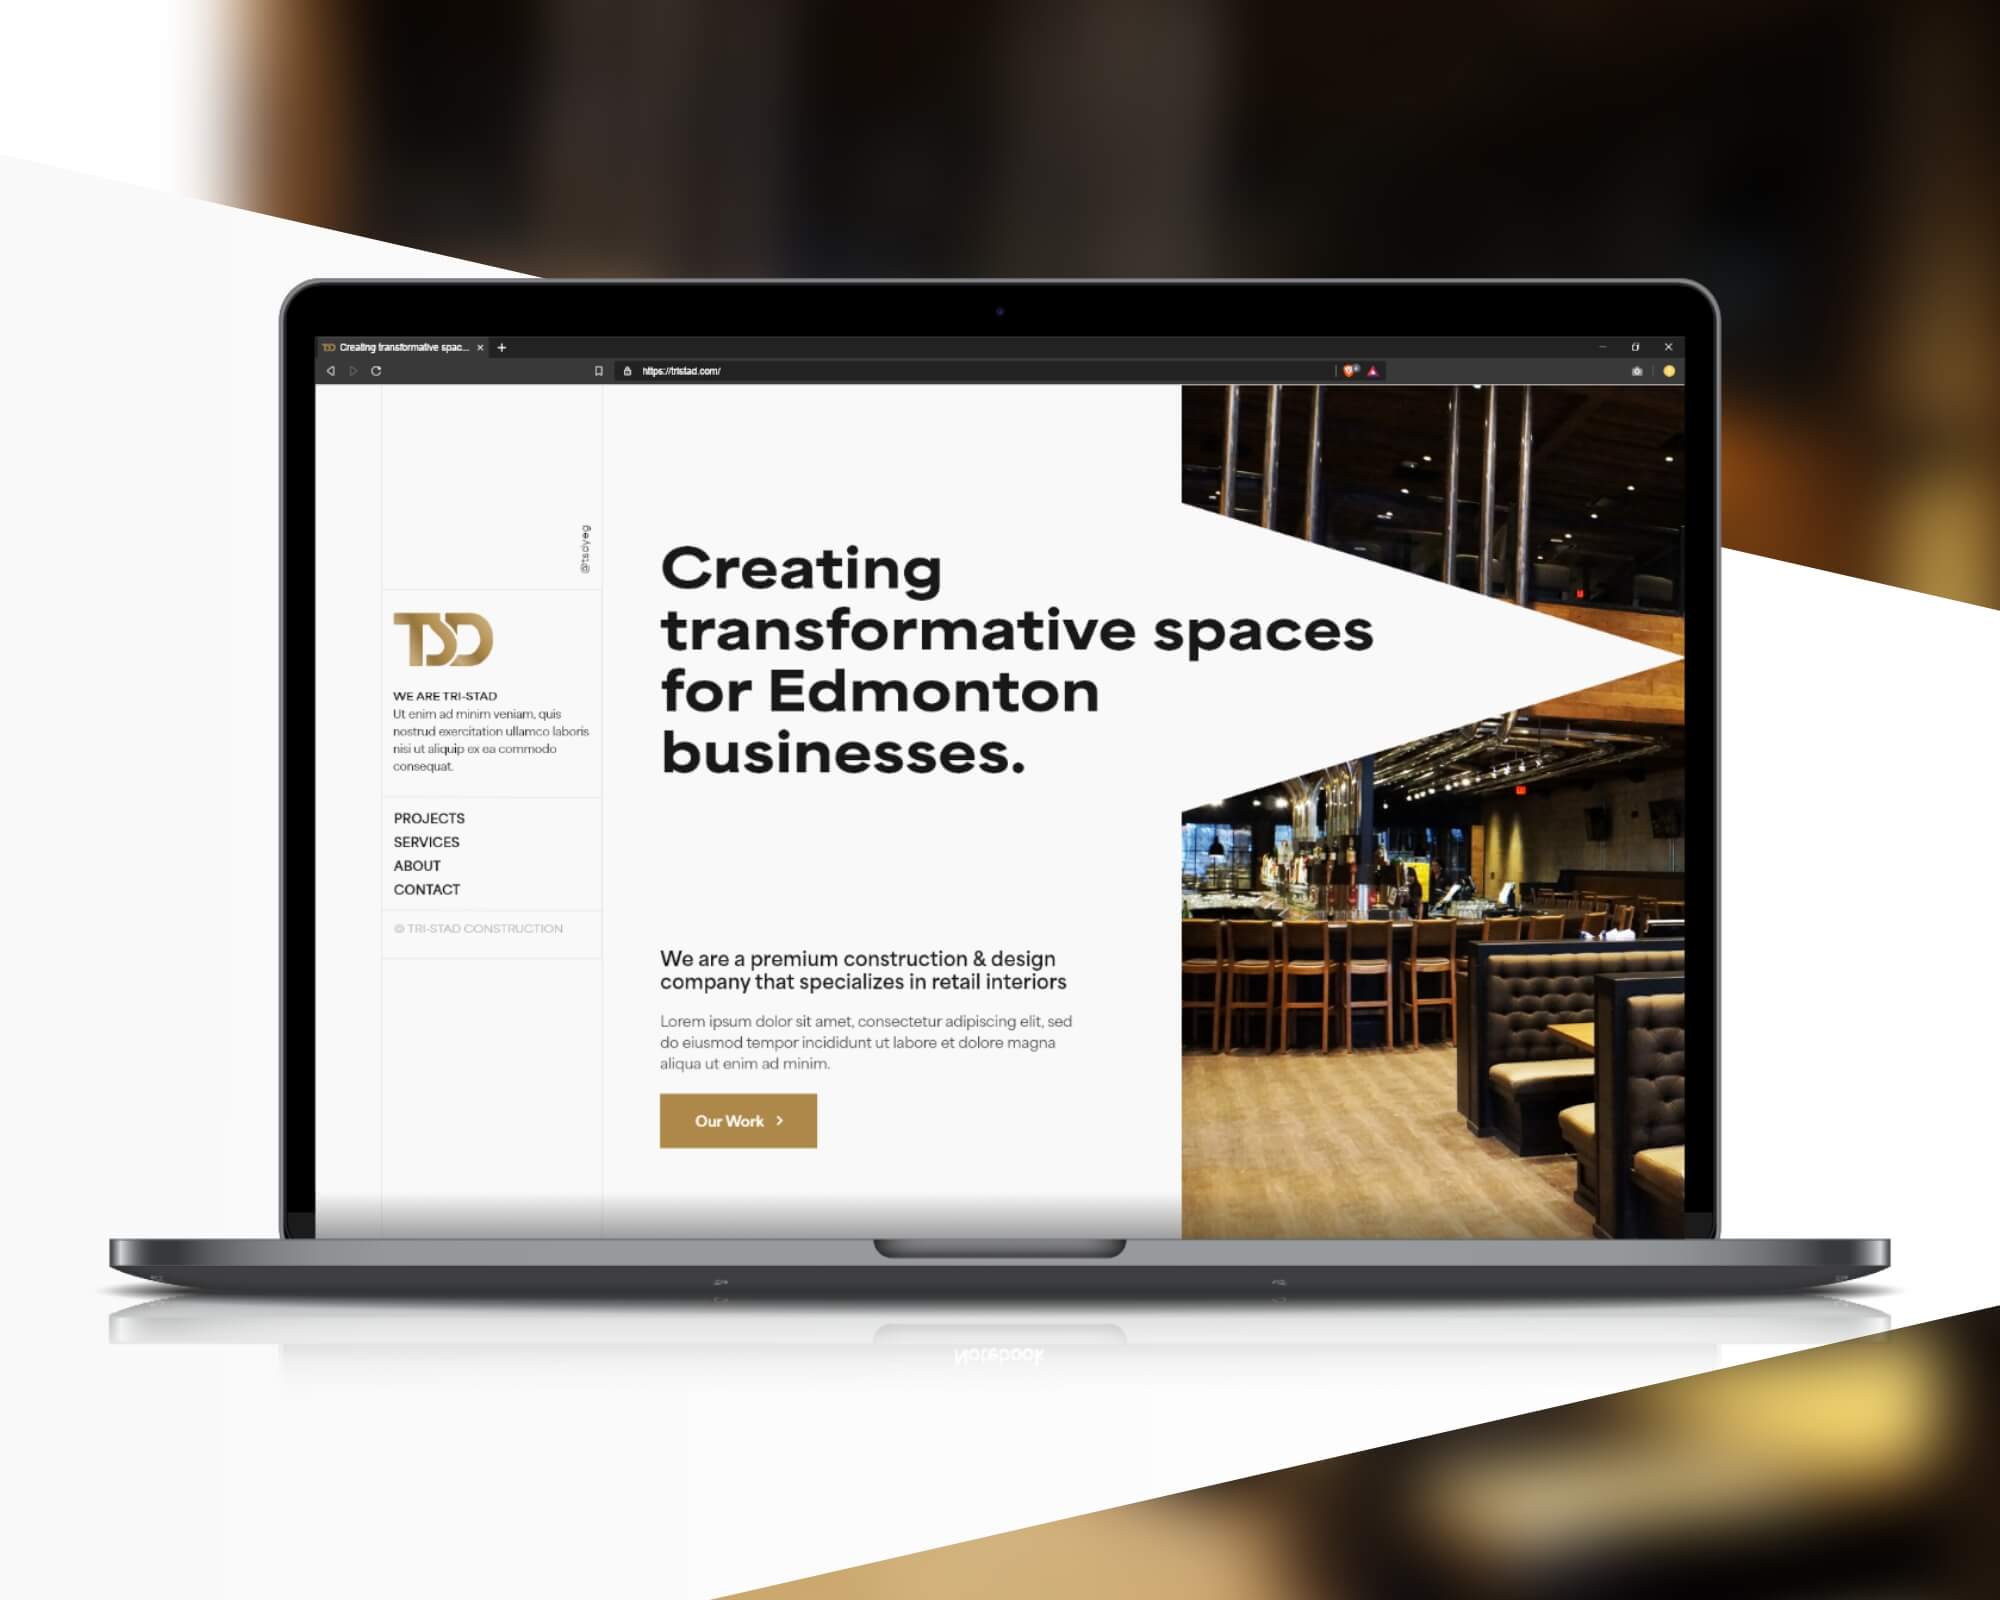 TSD Creating transformative spac...
https://tristad.com/
@tsdyeg
TSD
WE ARE TRI-STAD
Ut enim ad minim veniam, quis
nostrud exercitation ullamco laboris
nisi ut aliquip ex ea commodo
consequat.
PROJECTS
SERVICES
ABOUT
CONTACT
© TRI-STAD CONSTRUCTION
Creating
transformative spaces
for Edmonton
businesses.
We are a premium construction & design
company that specializes in retail interiors
Lorem ipsum dolor sit amet, consectetur adipiscing elit, sed
do eiusmod tempor incididunt ut labore et dolore magna
aliqua ut enim ad minim.
Our Work
Notebook